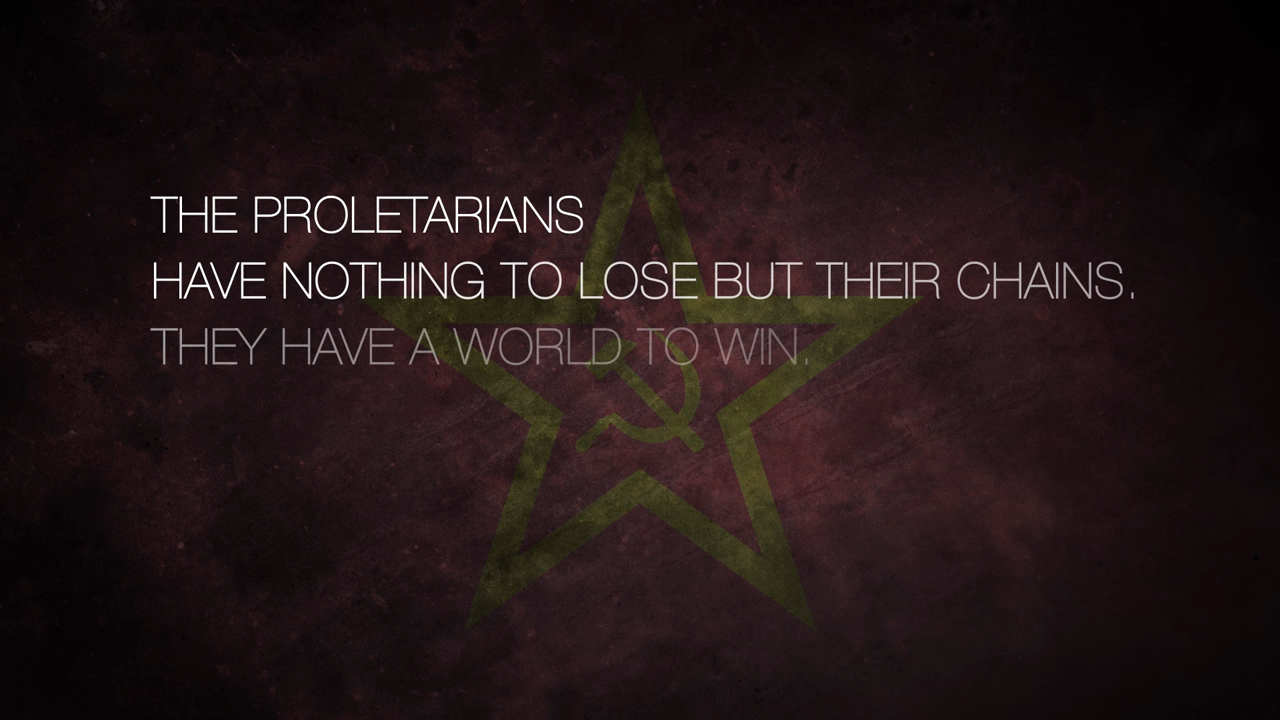 THE PROLETARIANS
HAVE NOTHING TO LOSE BUT THEIR CHAINS.
THEY HAVE A WORLD TO WIN.